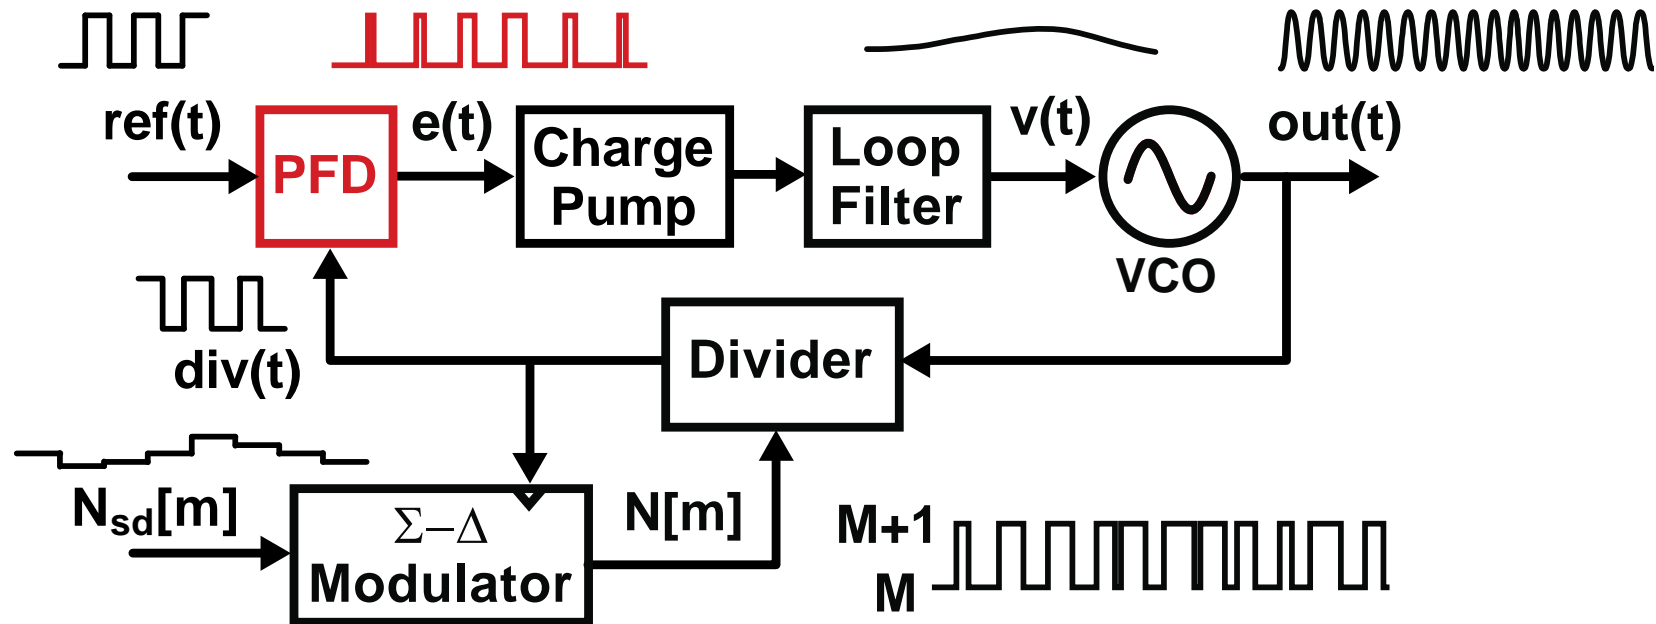 ref(t)
PFD
e(t)
Charge
Pump
Loop
Filter
v(t)
VCO
out(t)
div(t)
Divider
Nsd[m]
Σ–Δ
Modulator
N[m]
M+1
M